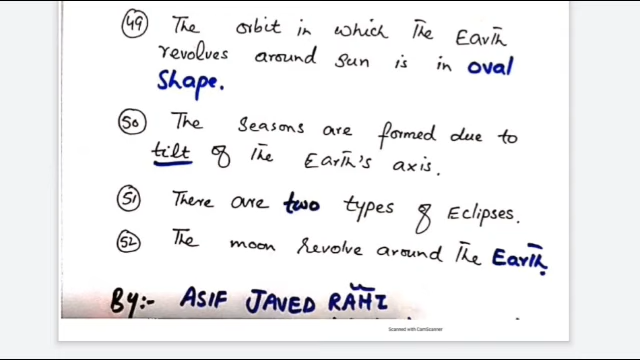 49 The orbit in which The Earth
revolves around sun is in oval
shape.
50 The seasons are formed due to
tilt of The Earth's axis.
51 There are two types of Eclipses.
52 The moon revolve around The Earth.
By:- ASIF JAVED RAHI
Scanned with CamScanner